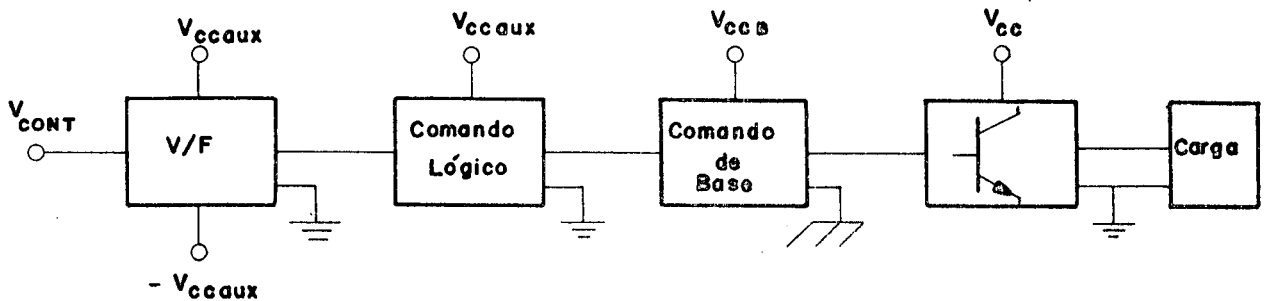 Vccaux
Vccaux
VccB
Vcc
VCONT
V/F
Comando
Lógico
Comando
de
Base
Carga
- Vccaux